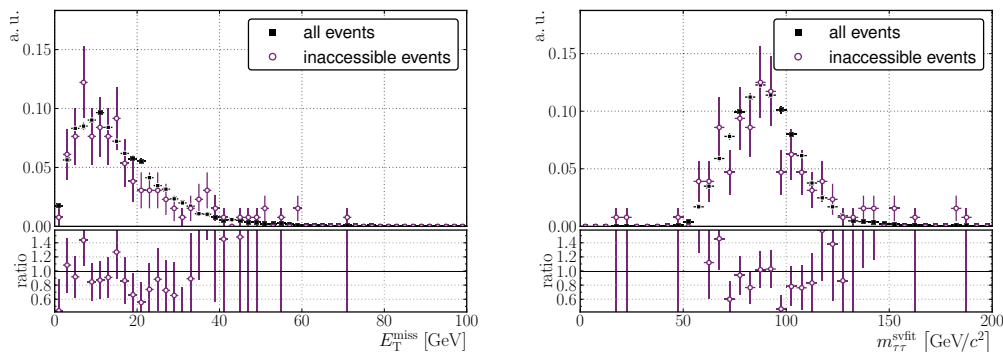 a. u.
0.15
0.10
0.05
0.00
all events
inaccessible events
ratio
1.4
1.2
1.0
0.8
0.6
0 20 40 60 80 100
E_T^miss [GeV]
a. u.
0.15
0.10
0.05
0.00
all events
inaccessible events
ratio
1.4
1.2
1.0
0.8
0.6
0 50 100 150 200
m_ττ^svfit [GeV/c²]